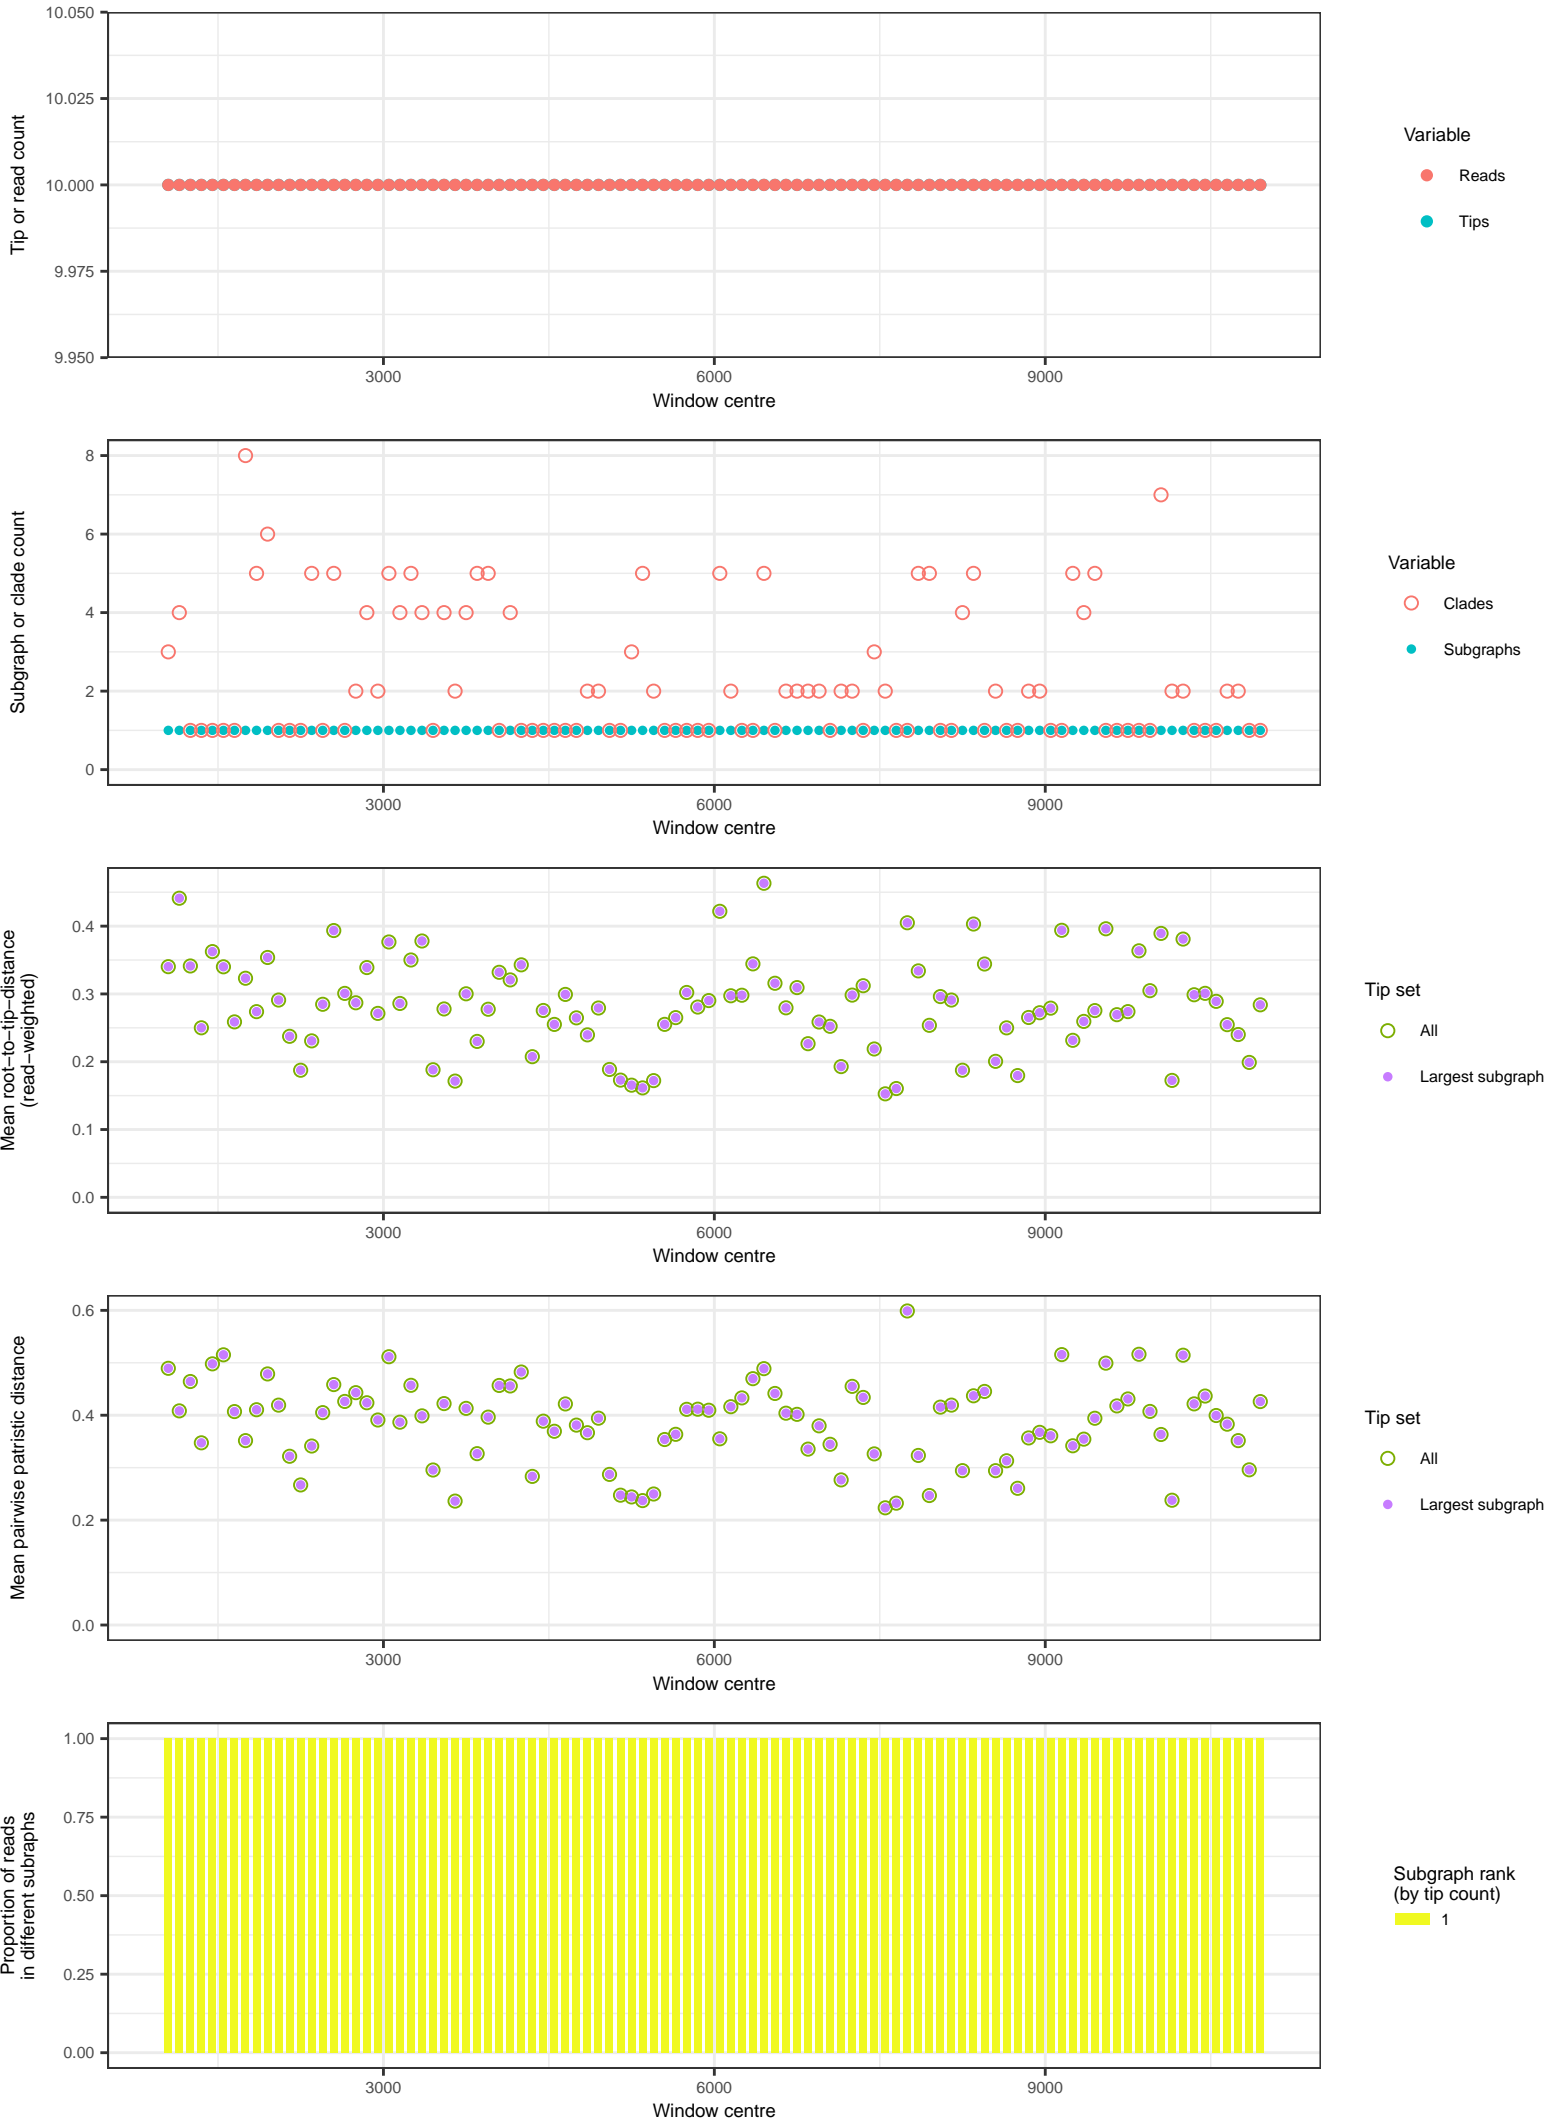 10.050
10.025
10.000
9.975
9.950
Tip or read count
3000 6000 9000
Window centre
Variable
Reads
Tips
8
6
4
2
0
Subgraph or clade count
3000 6000 9000
Window centre
Variable
Clades
Subgraphs
0.4
0.3
0.2
0.1
0.0
Mean root−to−tip−distance
(read−weighted)
3000 6000 9000
Window centre
Tip set
All
Largest subgraph
0.6
0.4
0.2
0.0
Mean pairwise patristic distance
3000 6000 9000
Window centre
Tip set
All
Largest subgraph
1.00
0.75
0.50
0.25
0.00
Proportion of reads
in different subraphs
3000 6000 9000
Window centre
Subgraph rank
(by tip count)
1